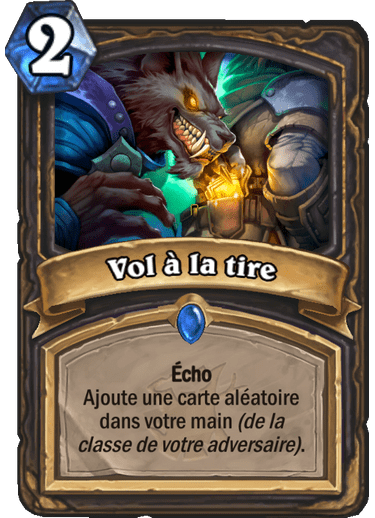 2
Vol à la tire
Écho
Ajoute une carte aléatoire
dans votre main (de la
classe de votre adversaire).